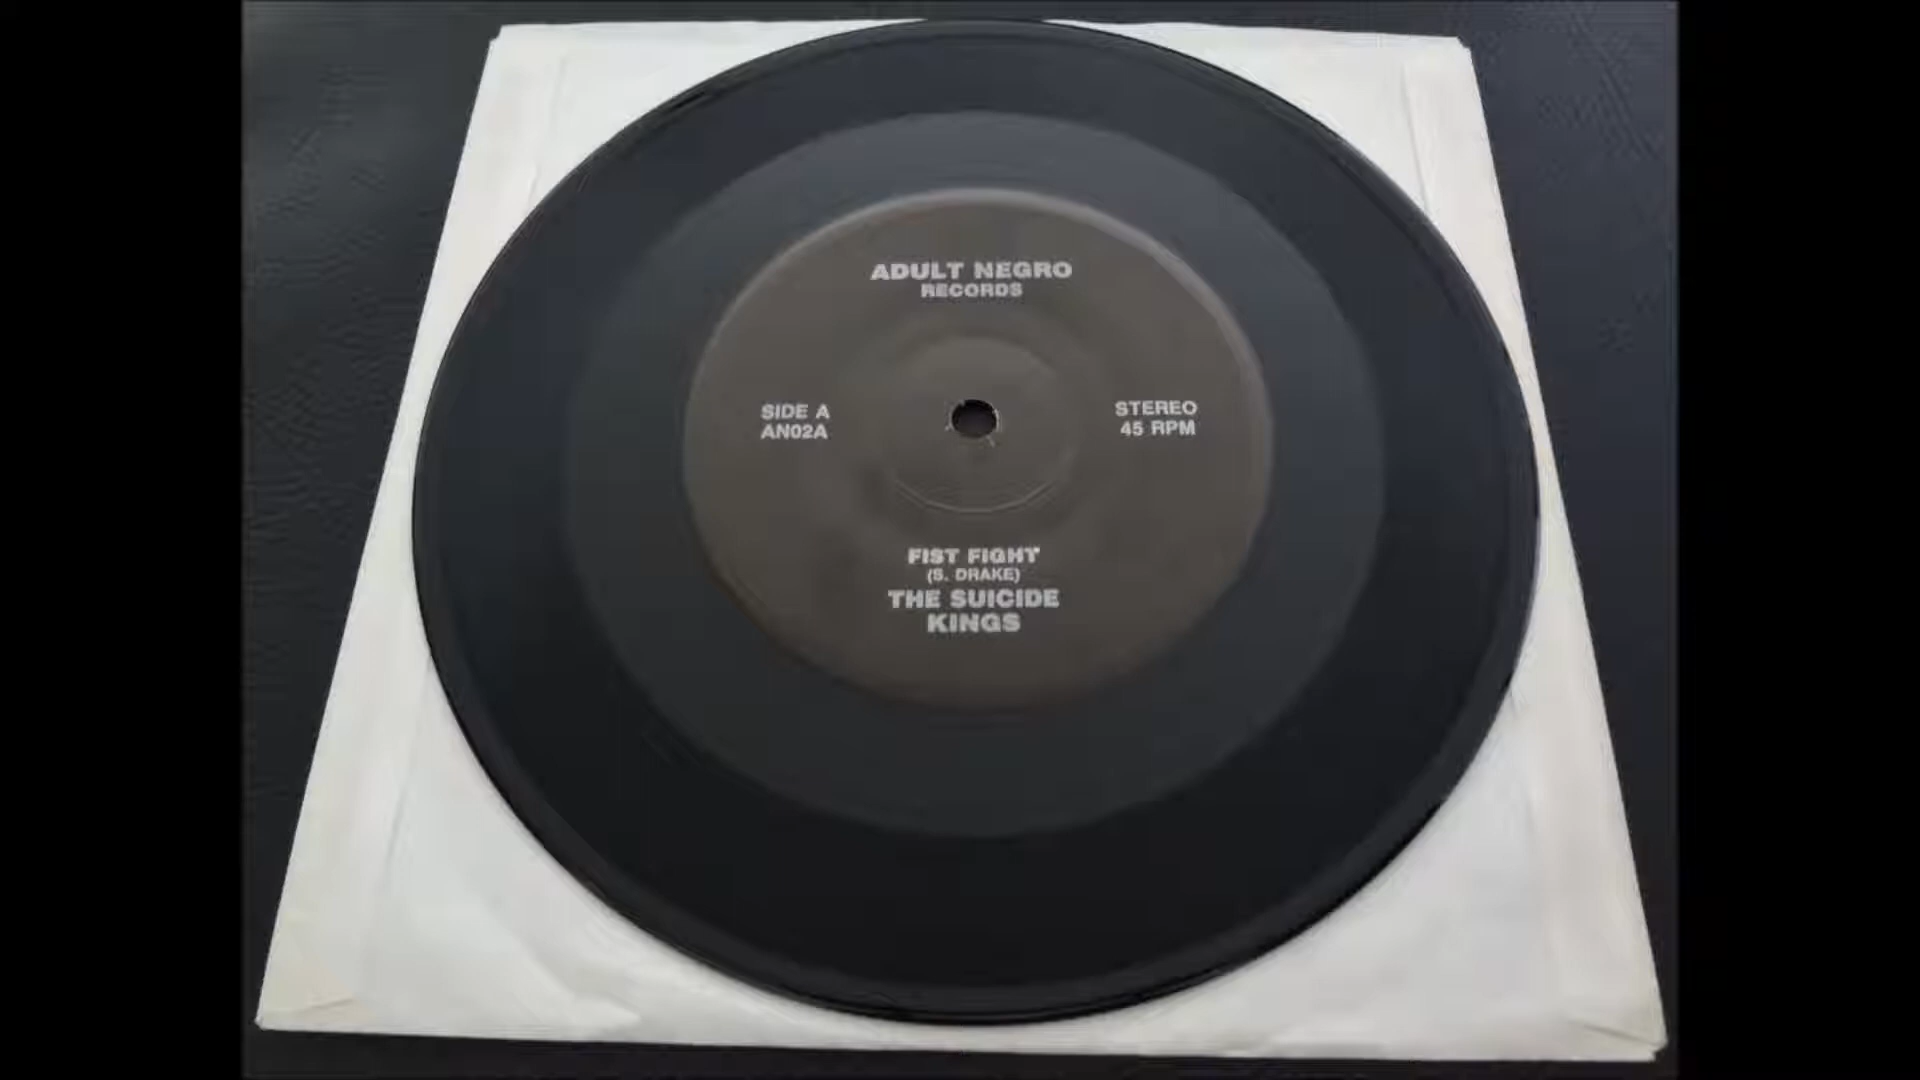 ADULT NEGRO
RECORDS
SIDE A
AN02A
STEREO
45 RPM
FIST FIGHT
(S. DRAKE)
THE SUICIDE
KINGS